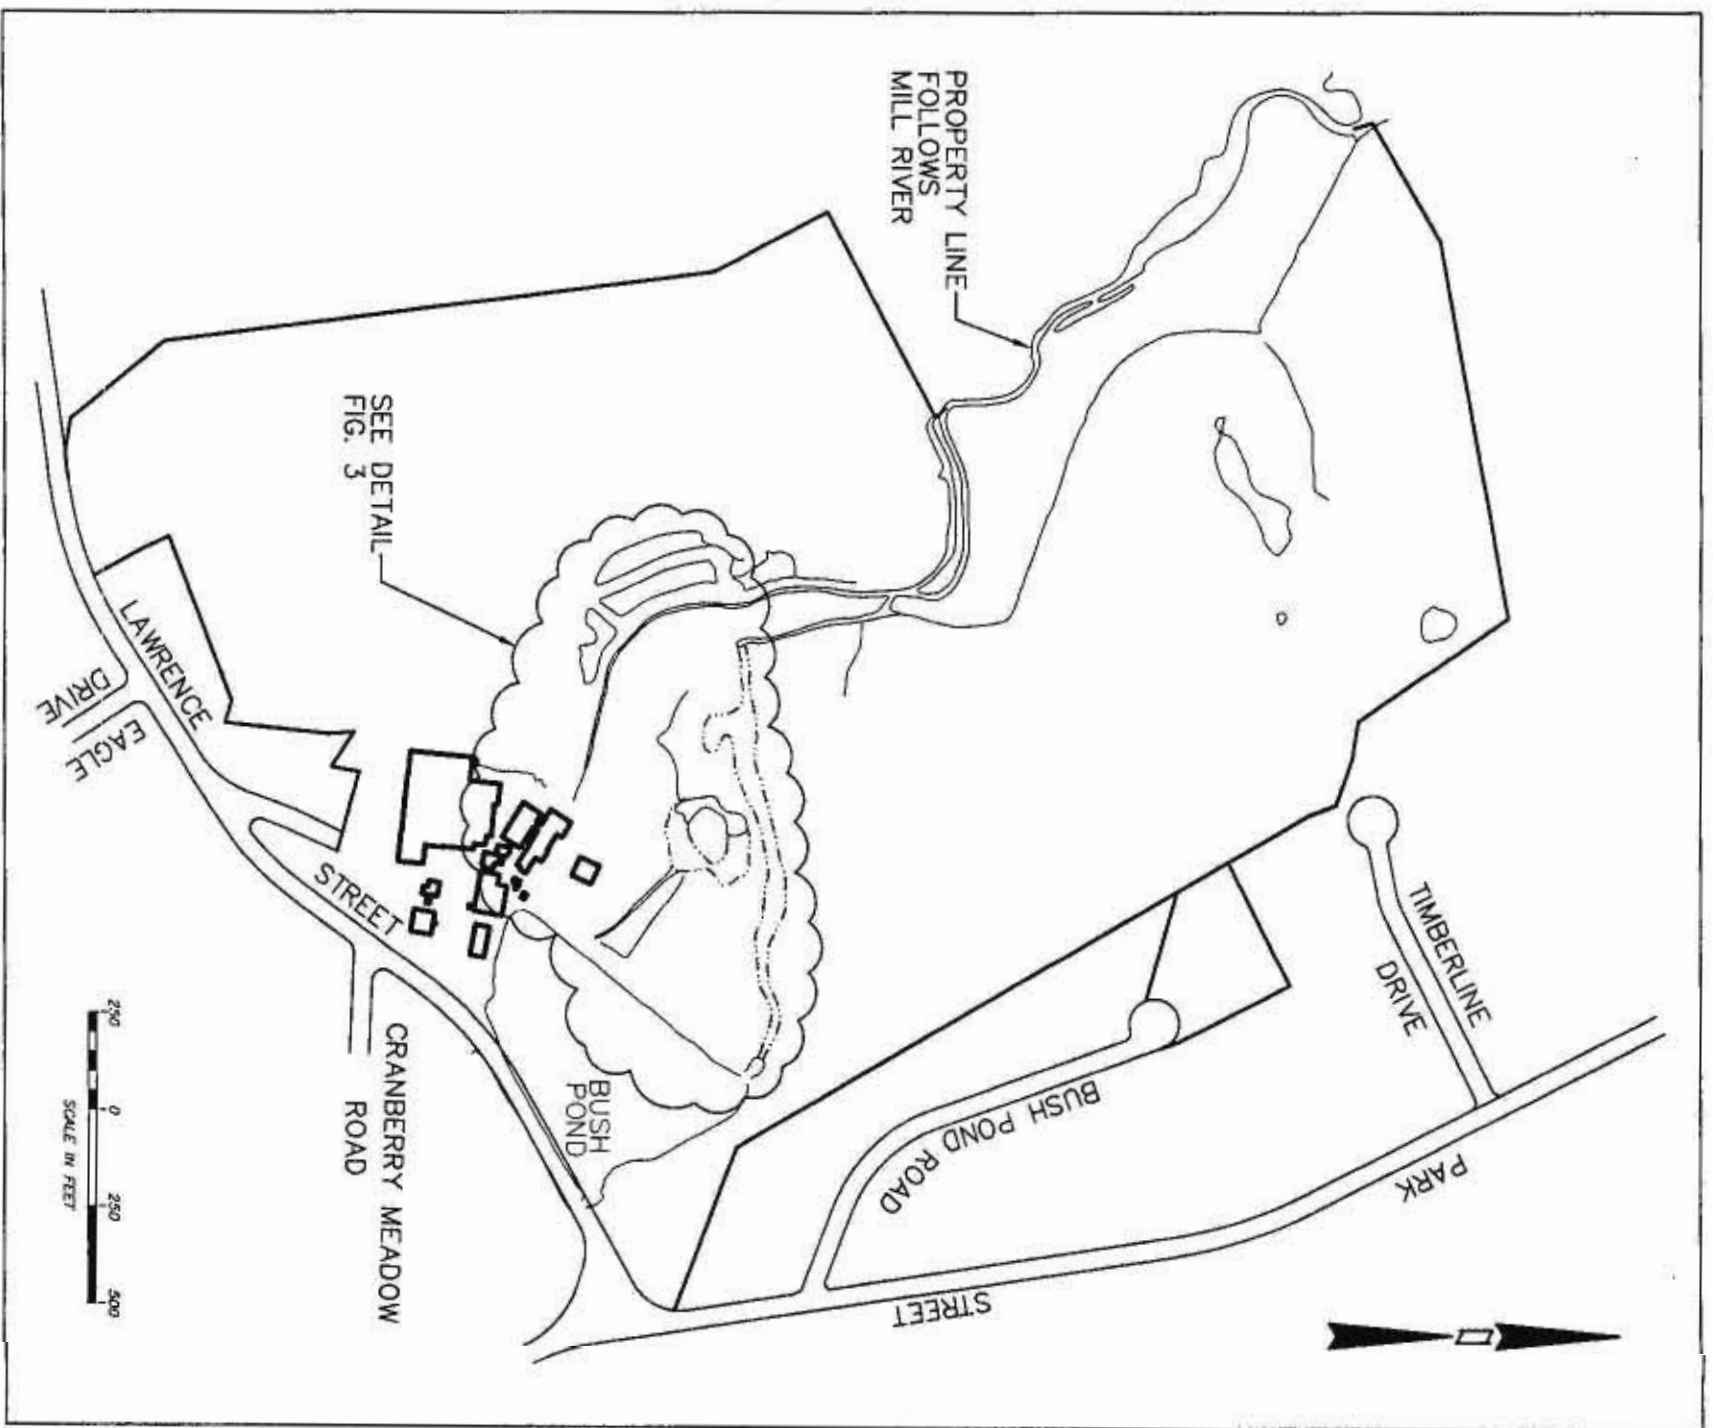 PROPERTY LINE
FOLLOWS
MILL RIVER
SEE DETAIL
FIG. 3
LAWRENCE
STREET
EAGLE
DRIVE
CRANBERRY MEADOW
ROAD
BUSH
POND
TIMBERLINE
DRIVE
BUSH POND ROAD
PARK
STREET
250 0 250 500
SCALE IN FEET